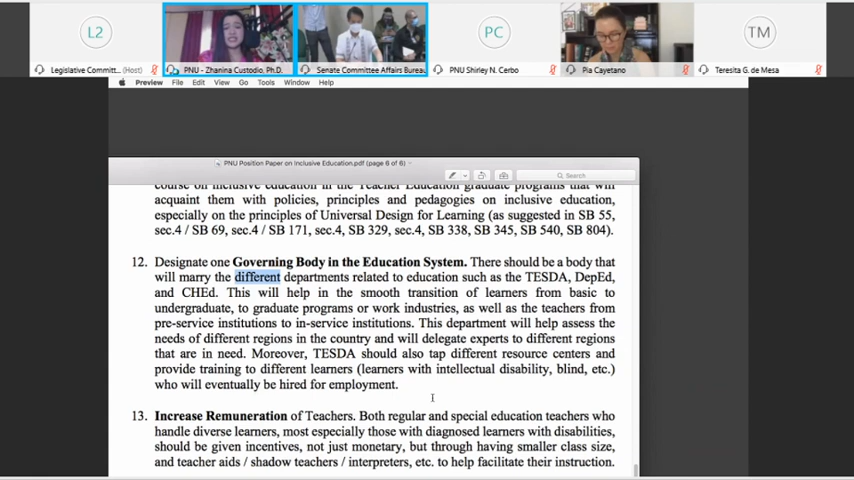 L2
PC
TM
Legislative Committ... (Host)
PNU - Zhanina Custodio, Ph.D.
Senate Committee Affairs Bureau
PNU Shirley N. Cerbo
Pia Cayetano
Teresita G. de Mesa
Preview File Edit View Go Tools Window Help
PNU Position Paper on Inclusive Education.pdf (page 6 of 6)
Search
course on inclusive education in the Teacher Education graduate programs that will
acquaint them with policies, principles and pedagogies on inclusive education,
especially on the principles of Universal Design for Learning (as suggested in SB 55,
sec.4 / SB 69, sec.4 / SB 171, sec.4, SB 329, sec.4, SB 338, SB 345, SB 540, SB 804).
12. Designate one Governing Body in the Education System. There should be a body that
will marry the different departments related to education such as the TESDA, DepEd,
and CHEd. This will help in the smooth transition of learners from basic to
undergraduate, to graduate programs or work industries, as well as the teachers from
pre-service institutions to in-service institutions. This department will help assess the
needs of different regions in the country and will delegate experts to different regions
that are in need. Moreover, TESDA should also tap different resource centers and
provide training to different learners (learners with intellectual disability, blind, etc.)
who will eventually be hired for employment.
13. Increase Remuneration of Teachers. Both regular and special education teachers who
handle diverse learners, most especially those with diagnosed learners with disabilities,
should be given incentives, not just monetary, but through having smaller class size,
and teacher aids / shadow teachers / interpreters, etc. to help facilitate their instruction.